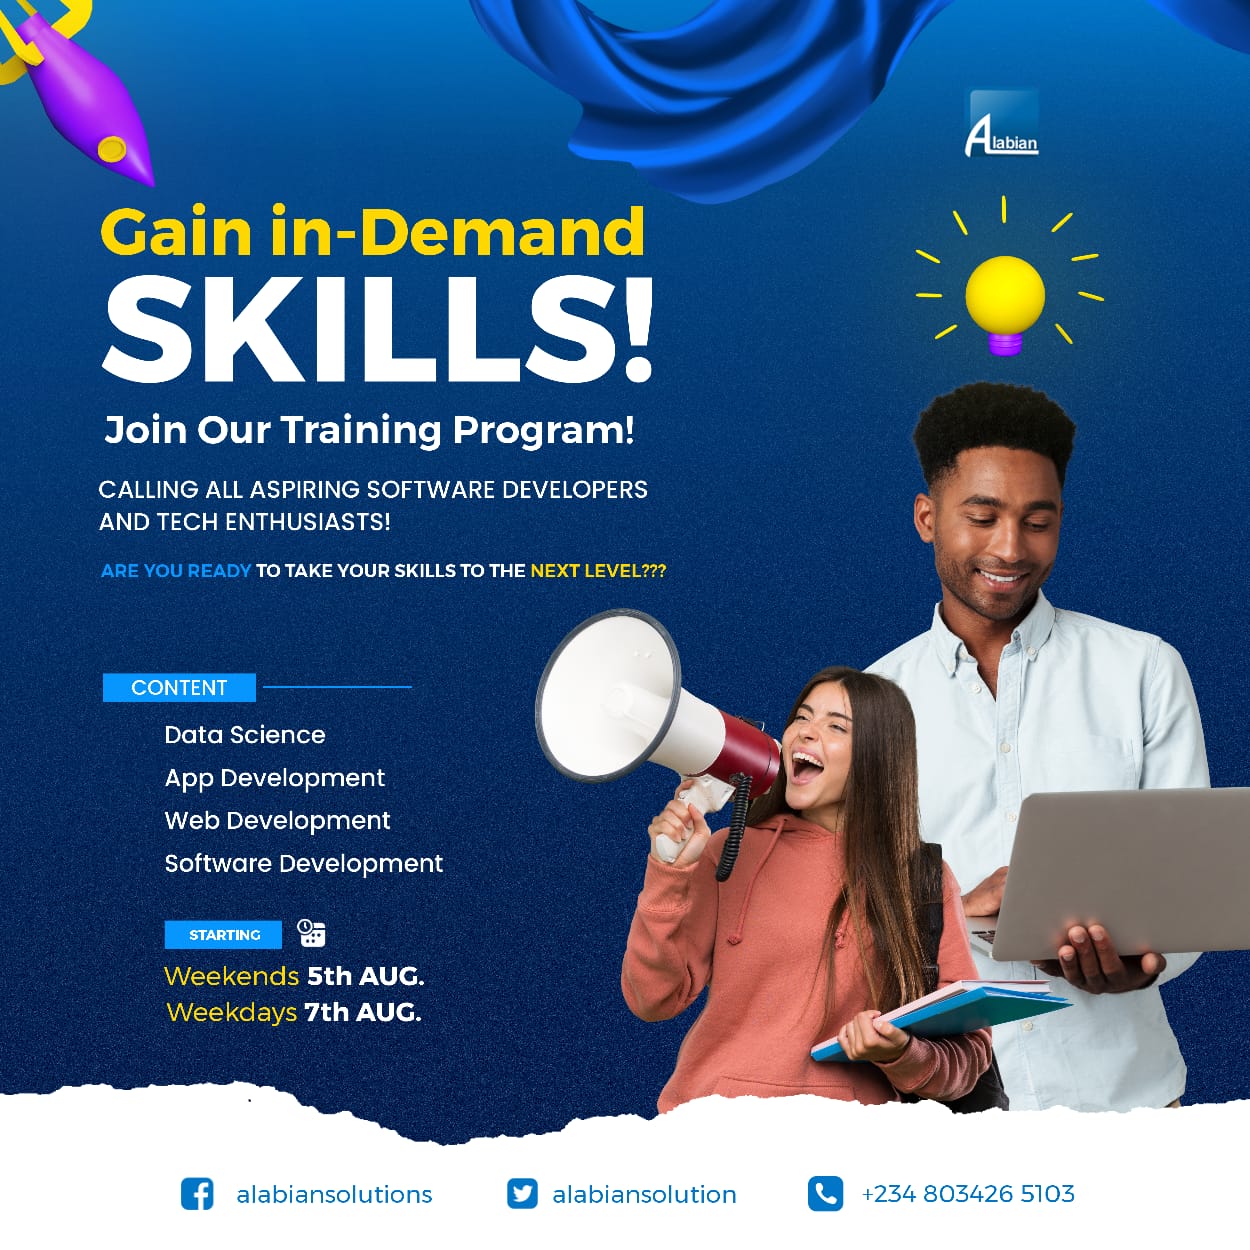 Alabian
Gain in-Demand
SKILLS!
Join Our Training Program!
CALLING ALL ASPIRING SOFTWARE DEVELOPERS
AND TECH ENTHUSIASTS!
ARE YOU READY TO TAKE YOUR SKILLS TO THE NEXT LEVEL???
CONTENT
Data Science
App Development
Web Development
Software Development
STARTING
Weekends 5th AUG.
Weekdays 7th AUG.
alabiansolutions
alabiansolution
+234 803426 5103